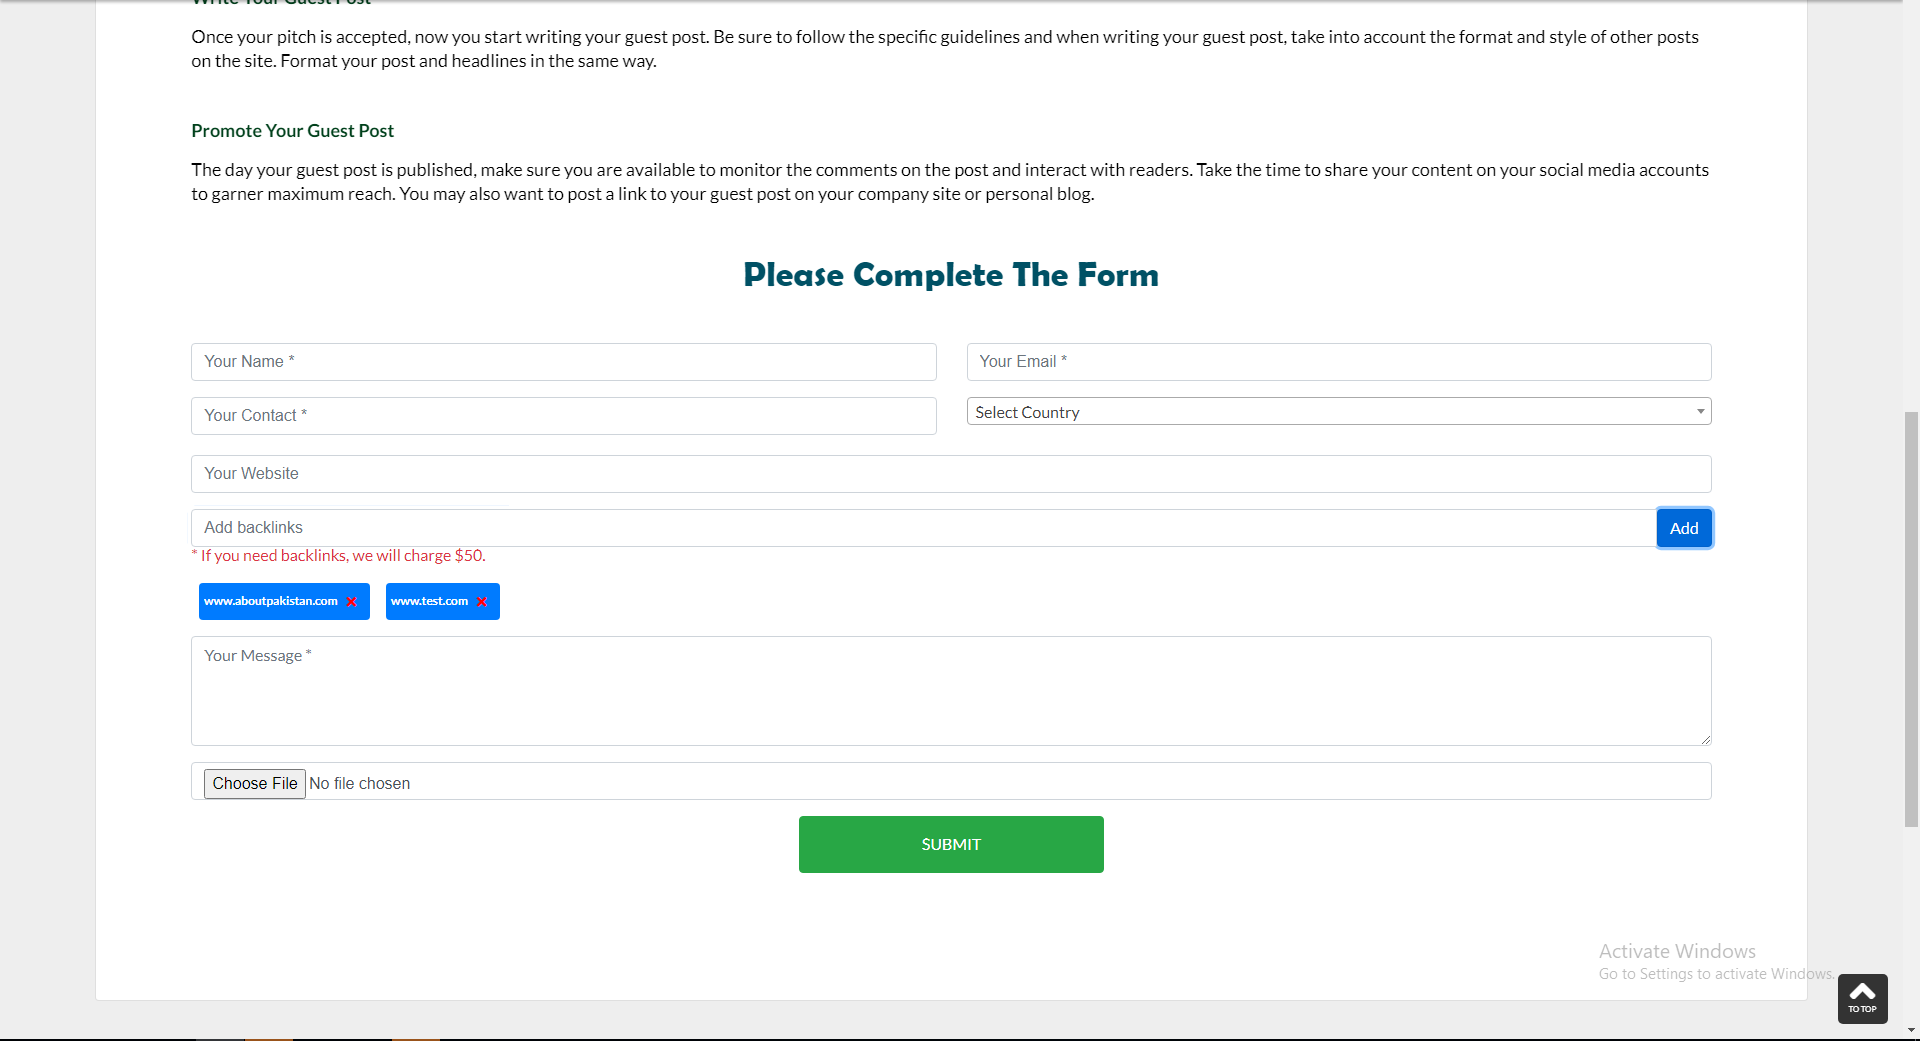 Write Your Guest Post
Once your pitch is accepted, now you start writing your guest post. Be sure to follow the specific guidelines and when writing your guest post, take into account the format and style of other posts
on the site. Format your post and headlines in the same way.
Promote Your Guest Post
The day your guest post is published, make sure you are available to monitor the comments on the post and interact with readers. Take the time to share your content on your social media accounts
to garner maximum reach. You may also want to post a link to your guest post on your company site or personal blog.
Please Complete The Form
Your Name *
Your Email *
Your Contact *
Select Country
Your Website
Add backlinks
Add
* If you need backlinks, we will charge $50.
www.aboutpakistan.com
www.test.com
Your Message *
Choose File No file chosen
SUBMIT
Activate Windows
Go to Settings to activate Windows.
TO TOP